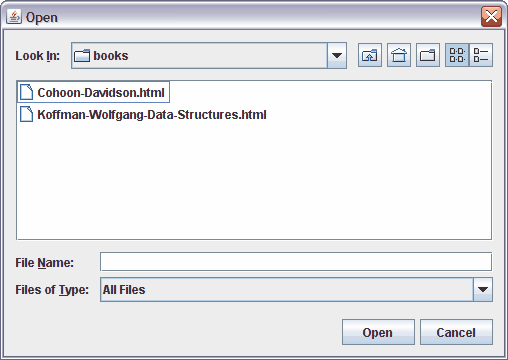 Open
Look In: books
Cohoon-Davidson.html
Koffman-Wolfgang-Data-Structures.html
File Name:
Files of Type: All Files
Open Cancel